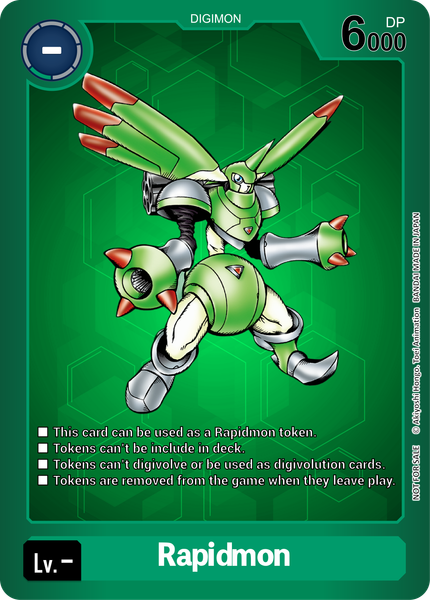 DIGIMON
DP
6000
-
■ This card can be used as a Rapidmon token.
■ Tokens can't be include in deck.
■ Tokens can't digivolve or be used as digivolution cards.
■ Tokens are removed from the game when they leave play.
NOT FOR SALE © Akiyoshi Hongo, Toei Animation BANDAI MADE IN JAPAN
Lv.-
Rapidmon